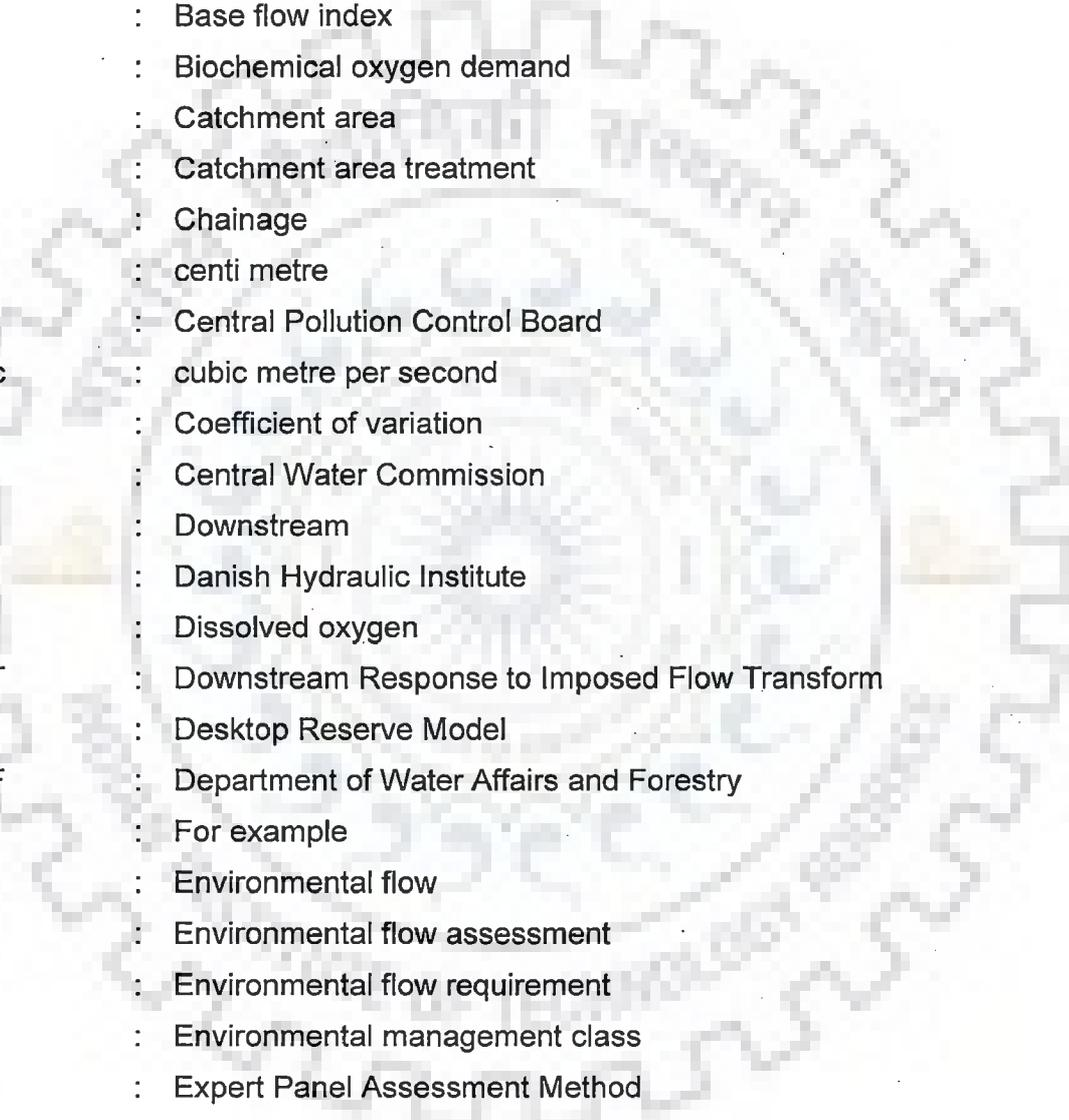 : Base flow index
: Biochemical oxygen demand
: Catchment area
: Catchment area treatment
: Chainage
: centi metre
: Central Pollution Control Board
c : cubic metre per second
: Coefficient of variation
: Central Water Commission
: Downstream
: Danish Hydraulic Institute
: Dissolved oxygen
: Downstream Response to Imposed Flow Transform
: Desktop Reserve Model
: Department of Water Affairs and Forestry
: For example
: Environmental flow
: Environmental flow assessment
: Environmental flow requirement
: Environmental management class
: Expert Panel Assessment Method